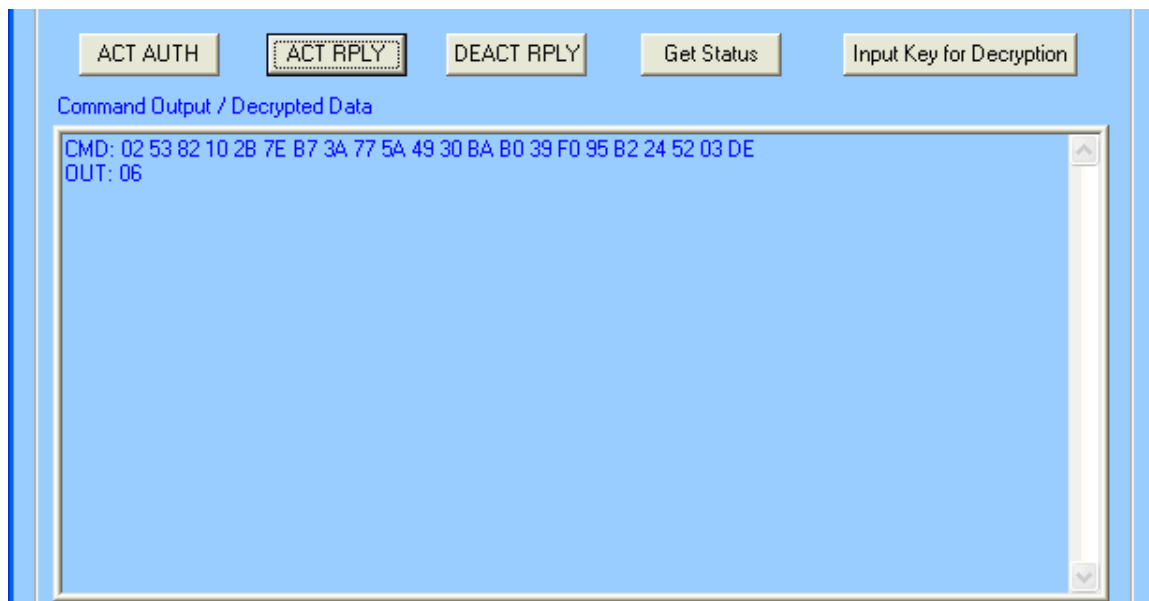 ACT AUTH ACT RPLY DEACT RPLY Get Status Input Key for Decryption
Command Output / Decrypted Data
CMD: 02 53 82 10 2B 7E B7 3A 77 5A 49 30 BA B0 39 F0 95 B2 24 52 03 DE
OUT: 06